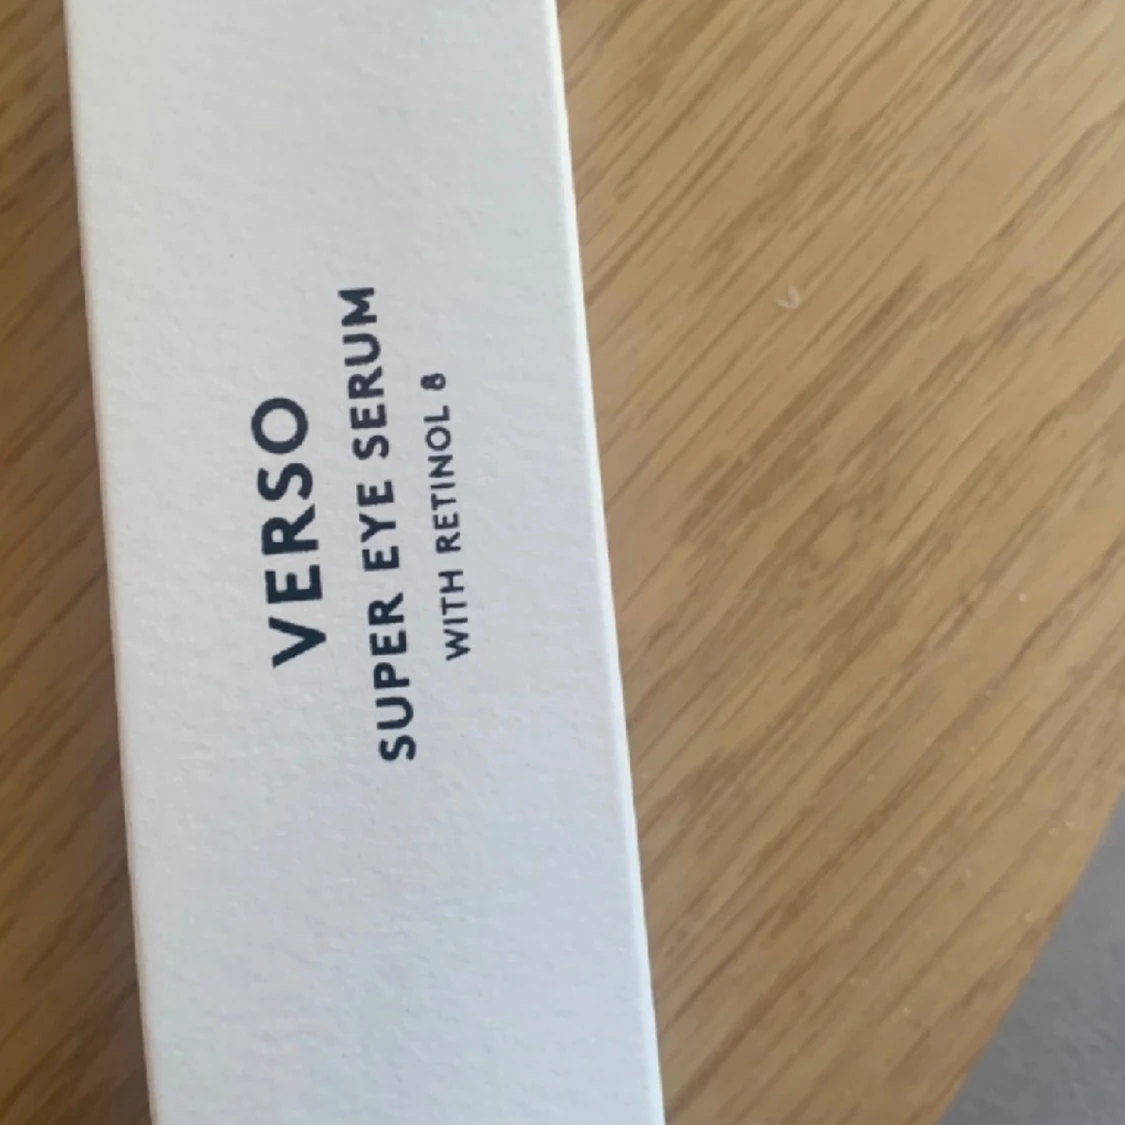 VERSO
SUPER EYE SERUM
WITH RETINOL 8